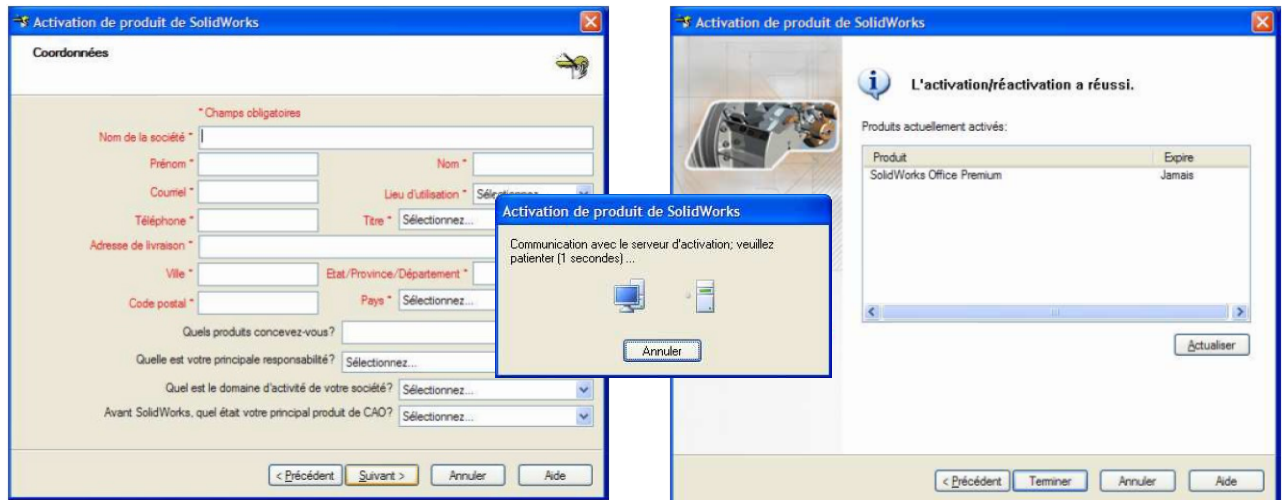 Activation de produit de SolidWorks
Coordonnées
* Champs obligatoires
Nom de la société *
Prénom *
Nom *
Courriel *
Lieu d'utilisation * Sélectionnez...
Téléphone *
Titre * Sélectionnez...
Adresse de livraison *
Ville *
Etat/Province/Département *
Code postal *
Pays * Sélectionnez...
Quels produits concevez-vous?
Quelle est votre principale responsabilité? Sélectionnez...
Quel est le domaine d'activité de votre société? Sélectionnez...
Avant SolidWorks, quel était votre principal produit de CAO? Sélectionnez...
< Précédent Suivant > Annuler Aide
Activation de produit de SolidWorks
Communication avec le serveur d'activation; veuillez
patienter (1 secondes) ...
Annuler
Activation de produit de SolidWorks
L'activation/réactivation a réussi.
Produits actuellement activés:
Produit Expire
SolidWorks Office Premium Jamais
Actualiser
< Précédent Terminer Annuler Aide